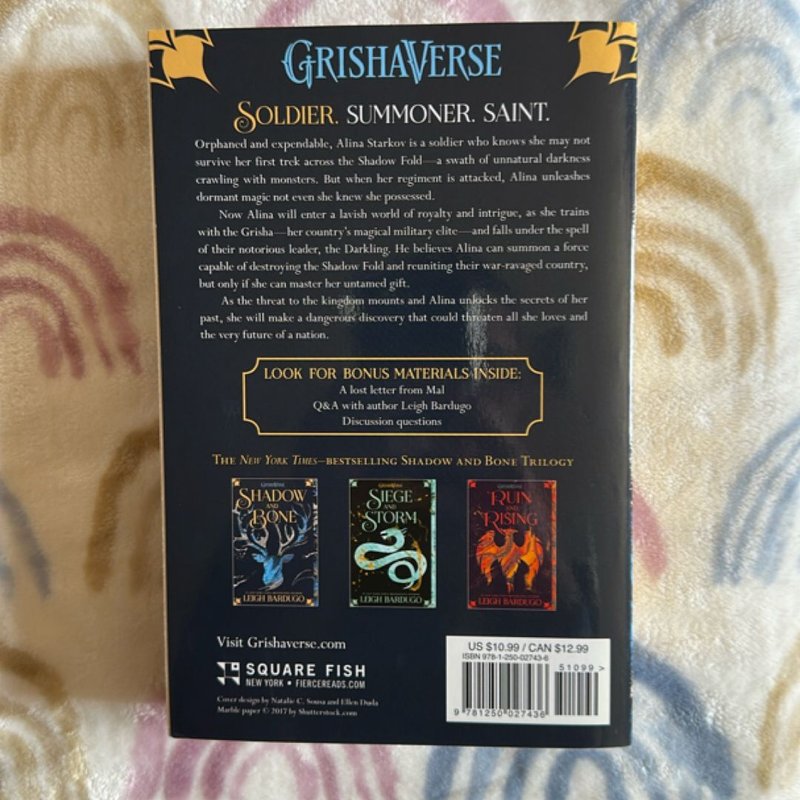 GRISHAVERSE
SOLDIER. SUMMONER. SAINT.
Orphaned and expendable, Alina Starkov is a soldier who knows she may not
survive her first trek across the Shadow Fold—a swath of unnatural darkness
crawling with monsters. But when her regiment is attacked, Alina unleashes
dormant magic not even she knew she possessed.
Now Alina will enter a lavish world of royalty and intrigue, as she trains
with the Grisha—her country's magical military elite—and falls under the spell
of their notorious leader, the Darkling. He believes Alina can summon a force
capable of destroying the Shadow Fold and reuniting their war-ravaged country,
but only if she can master her untamed gift.
As the threat to the kingdom mounts and Alina unlocks the secrets of her
past, she will make a dangerous discovery that could threaten all she loves and
the very future of a nation.
LOOK FOR BONUS MATERIALS INSIDE:
A lost letter from Mal
Q&A with author Leigh Bardugo
Discussion questions
THE NEW YORK TIMES–BESTSELLING SHADOW AND BONE TRILOGY
SHADOW
AND
BONE
LEIGH BARDUGO
SIEGE
AND
STORM
LEIGH BARDUGO
RUIN
AND
RISING
LEIGH BARDUGO
Visit Grishaverse.com
SQUARE FISH
NEW YORK • FIERCEREADS.COM
Cover design by Natalie C. Sousa and Ellen Duda
Marble paper © 2017 by Shutterstock.com
US $10.99 / CAN $12.99
ISBN 978-1-250-02743-6
51099>
9 781250 027436